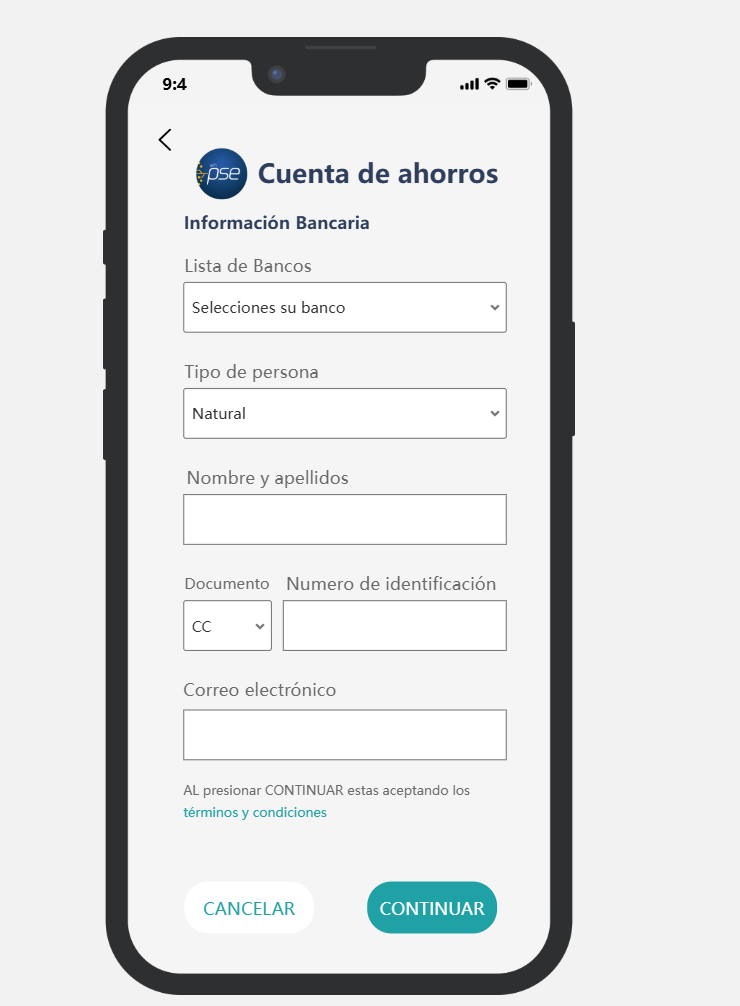 9:4
pse
Cuenta de ahorros
Información Bancaria
Lista de Bancos
Selecciones su banco
Tipo de persona
Natural
Nombre y apellidos
Documento Numero de identificación
CC
Correo electrónico
AL presionar CONTINUAR estas aceptando los
términos y condiciones
CANCELAR CONTINUAR